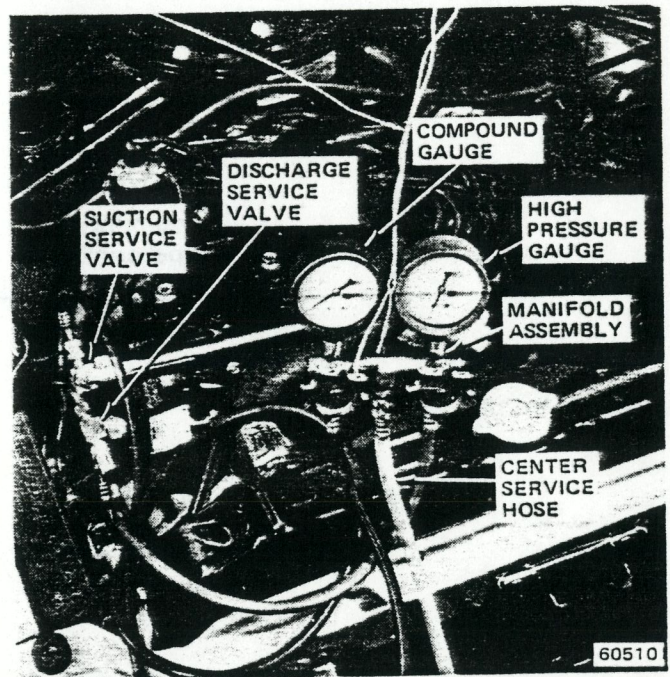 COMPOUND
GAUGE
DISCHARGE
SERVICE
VALVE
SUCTION
SERVICE
VALVE
HIGH
PRESSURE
GAUGE
MANIFOLD
ASSEMBLY
CENTER
SERVICE
HOSE
60510